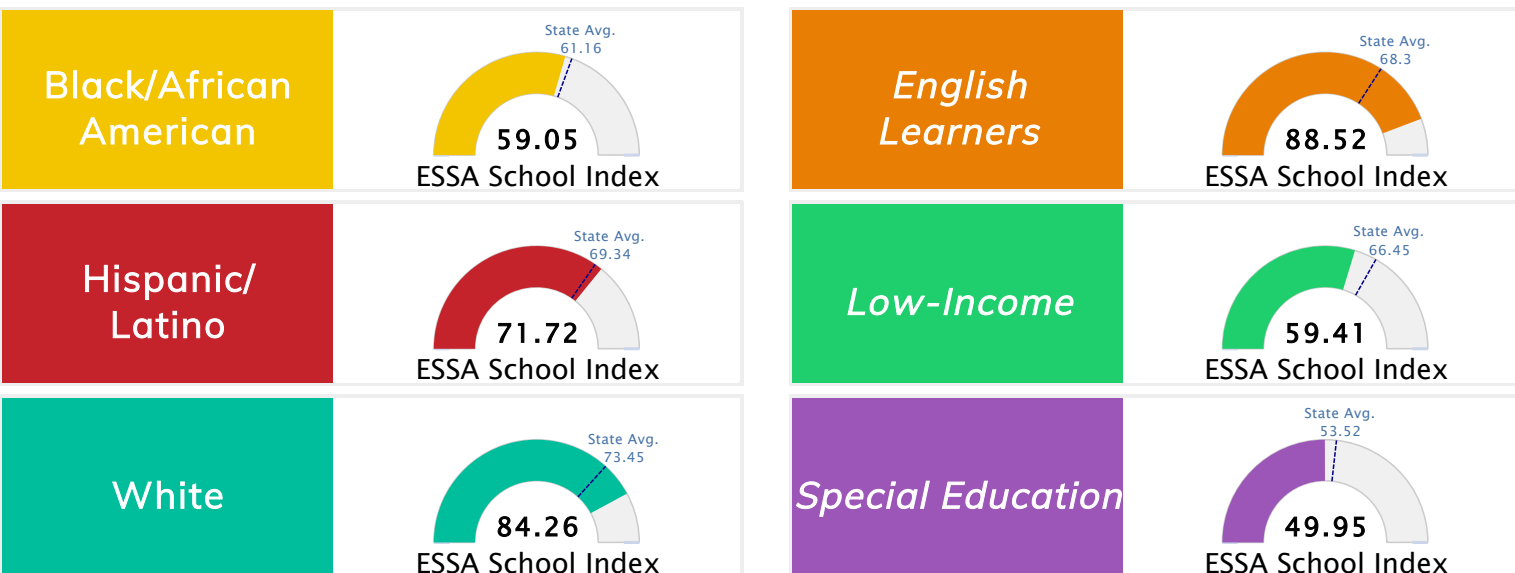 Black/African
American
State Avg.
61.16
59.05
ESSA School Index
English
Learners
State Avg.
68.3
88.52
ESSA School Index
Hispanic/
Latino
State Avg.
69.34
71.72
ESSA School Index
Low-Income
State Avg.
66.45
59.41
ESSA School Index
White
State Avg.
73.45
84.26
ESSA School Index
Special Education
State Avg.
53.52
49.95
ESSA School Index